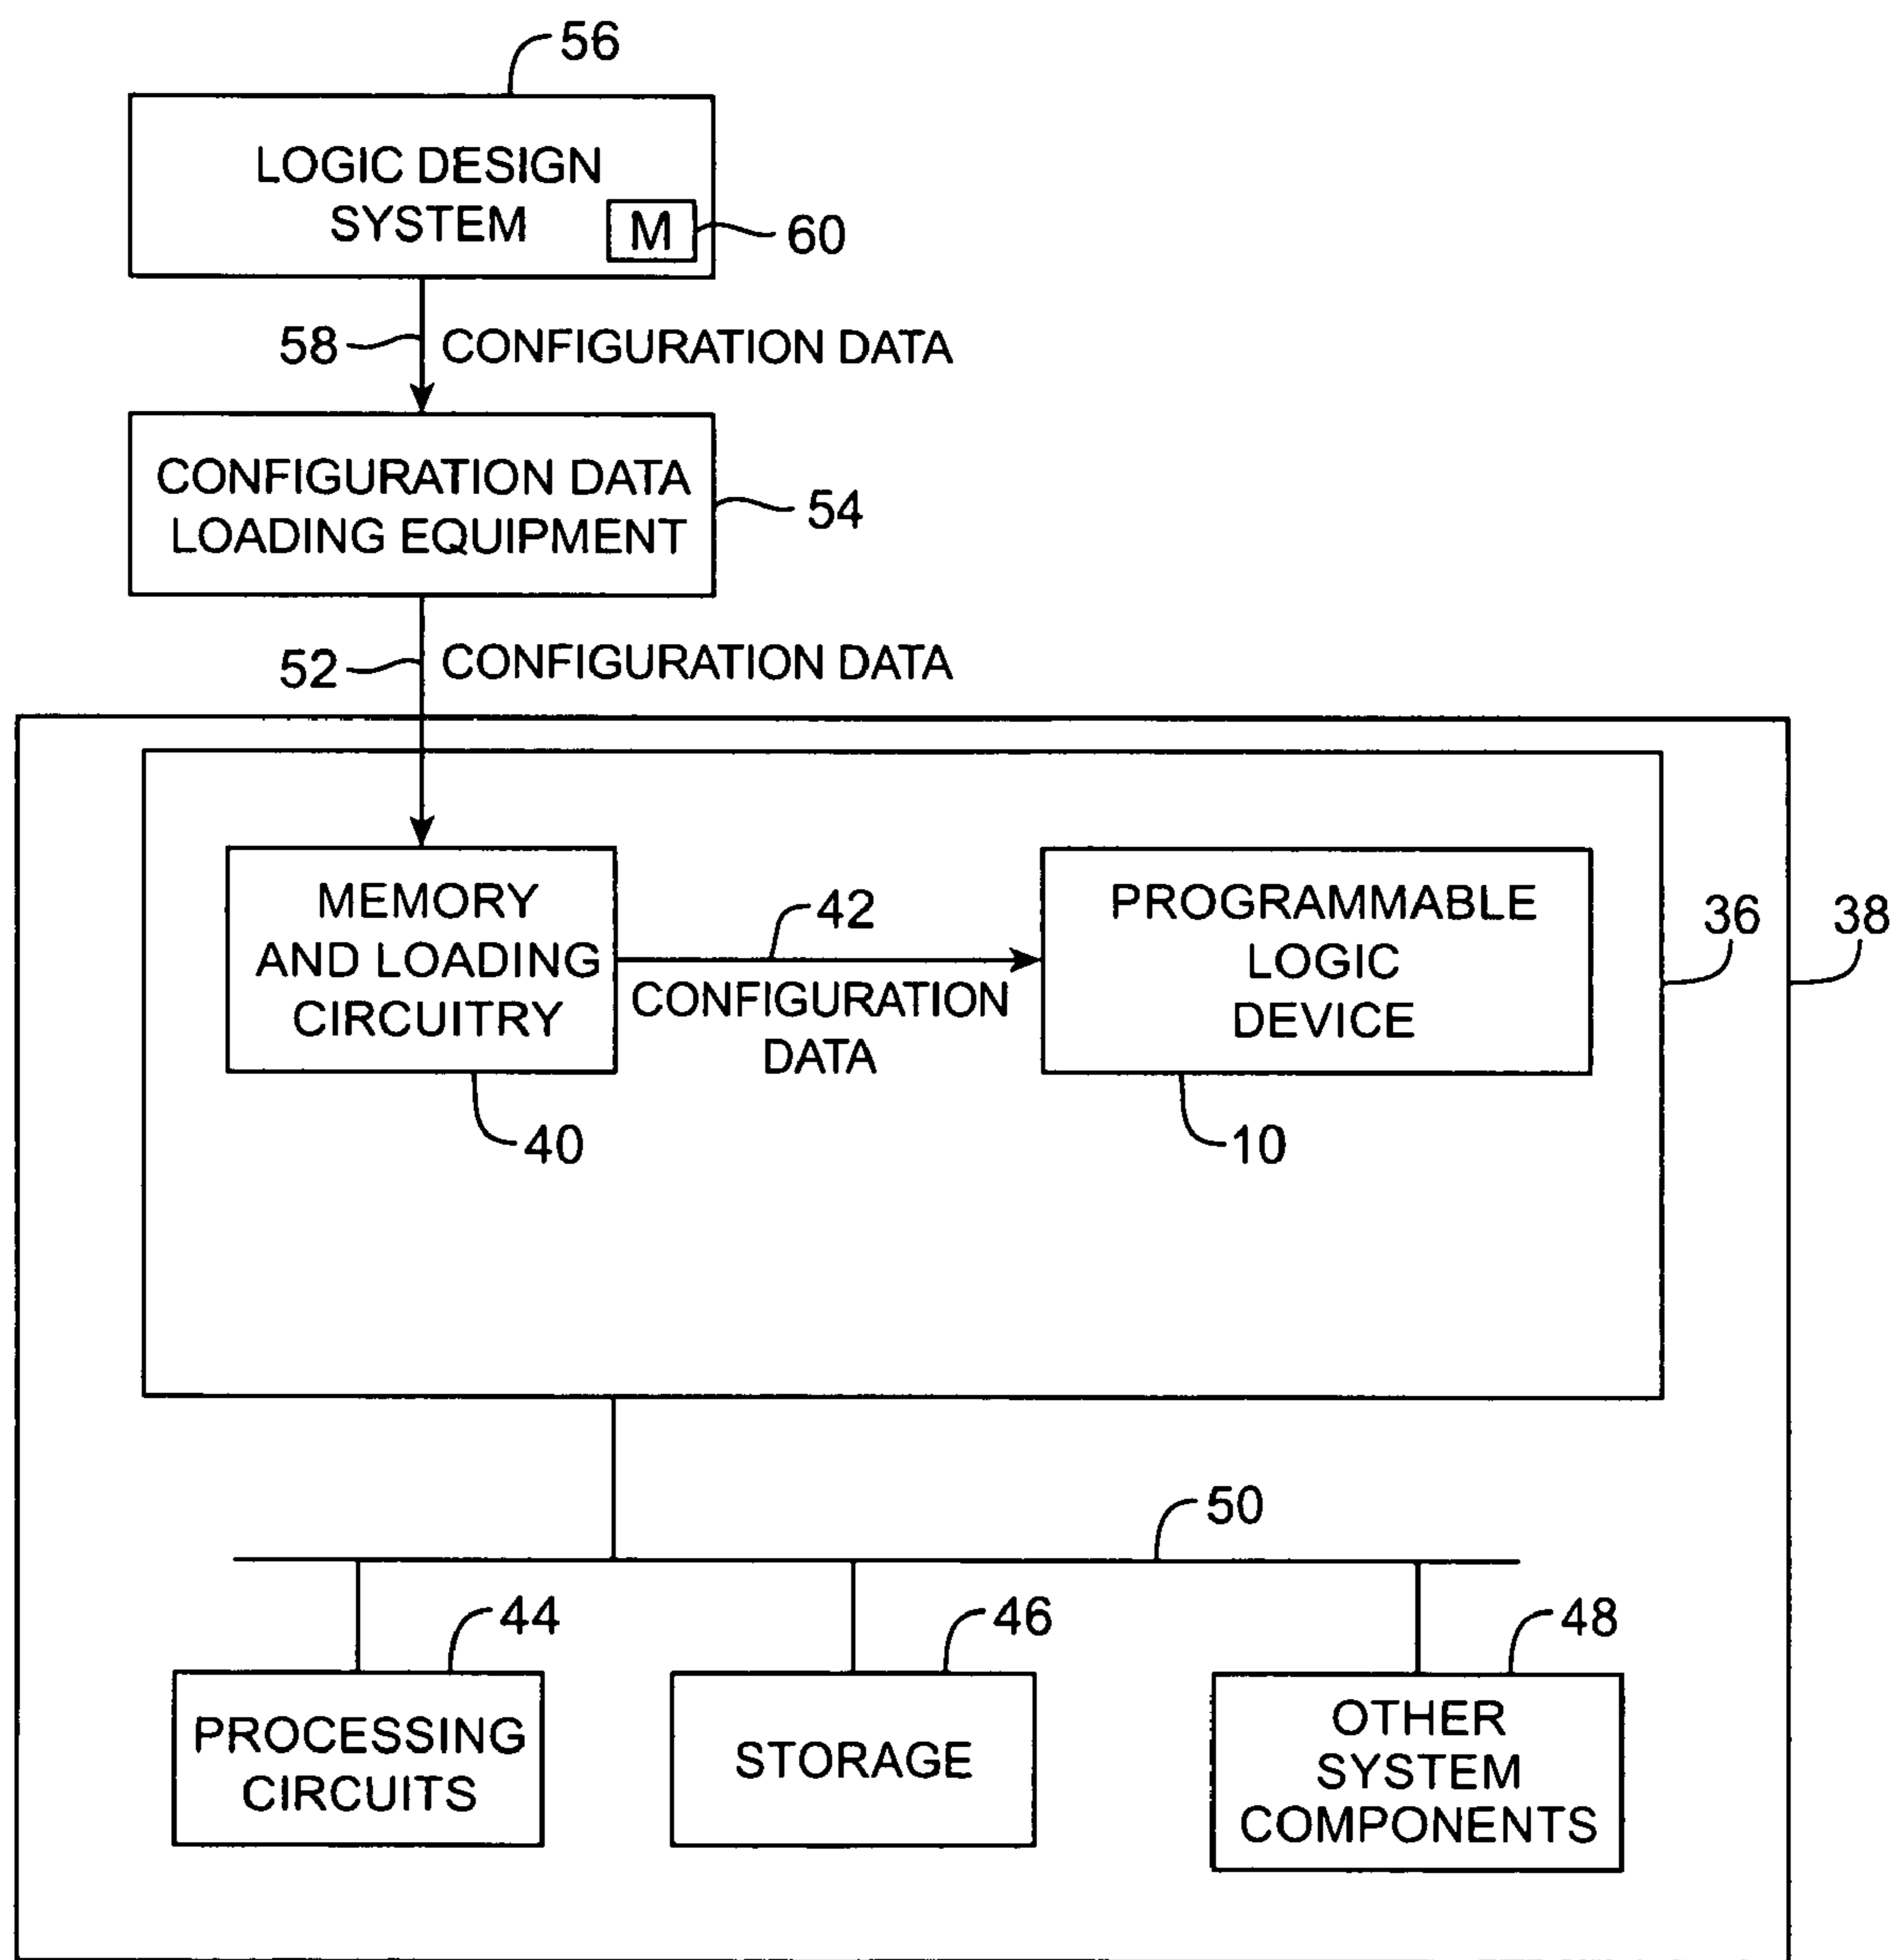 56
LOGIC DESIGN
SYSTEM
M
60
58
CONFIGURATION DATA
CONFIGURATION DATA
LOADING EQUIPMENT
54
52
CONFIGURATION DATA
MEMORY
AND LOADING
CIRCUITRY
42
CONFIGURATION
DATA
PROGRAMMABLE
LOGIC
DEVICE
36
38
40
10
50
44
46
48
PROCESSING
CIRCUITS
STORAGE
OTHER
SYSTEM
COMPONENTS